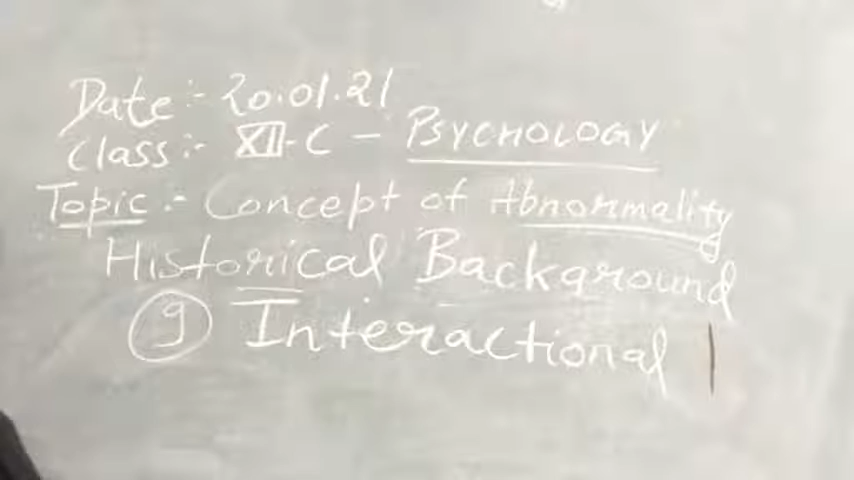 Date :- 20.01.21
Class :- XII-C - PSYCHOLOGY
Topic :- Concept of Abnormality
Historical Background
9 Interactional